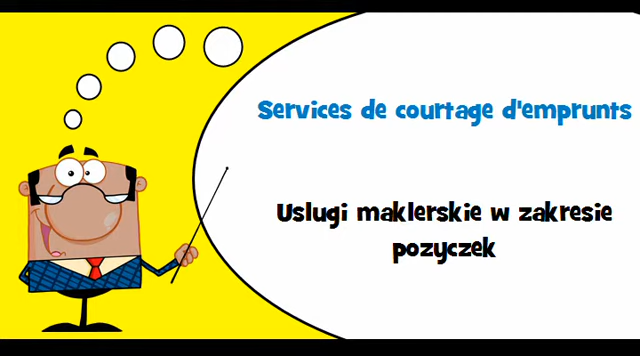 Services de courtage d'emprunts
Uslugi maklerskie w zakresie
pozyczek